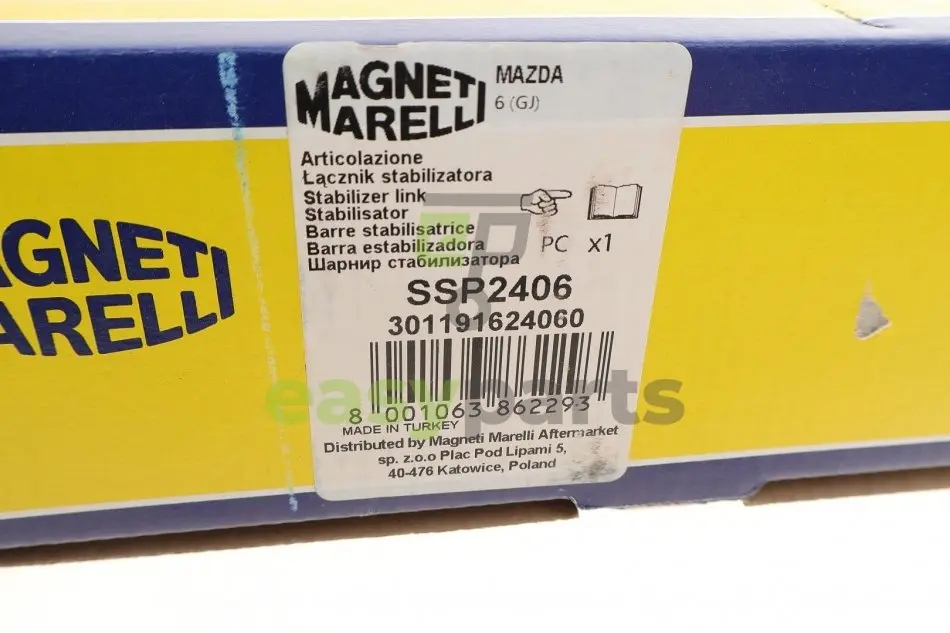 MAGNETI
MARELLI
MAZDA
6 (GJ)
Articolazione
Łącznik stabilizatora
Stabilizer link
Stabilisator
Barre stabilisatrice
Barra estabilizadora
Шарнир стабилизатора
PC x1
SSP2406
301191624060
8 001063 862293
MADE IN TURKEY
Distributed by Magneti Marelli Aftermarket
sp. z.o.o Plac Pod Lipami 5,
40-476 Katowice, Poland
AGNETI
ARELLI
easyparts